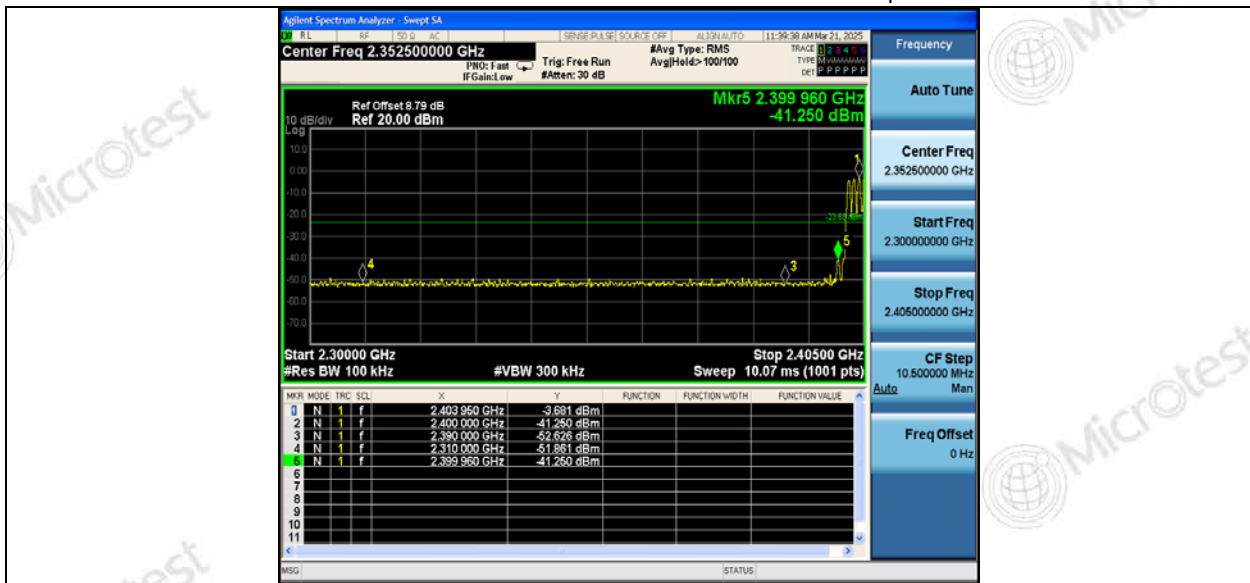 Agilent Spectrum Analyzer - Swept SA
RL RF 50 Ω AC SENSE:PULSE SOURCE OFF ALIGNAUTO 11:39:38 AM Mar 21, 2025
Center Freq 2.352500000 GHz
PNO: Fast
IFGain:Low
Trig: Free Run
#Atten: 30 dB
#Avg Type: RMS
Avg|Hold:> 100/100
TRACE 1 2 3 4 5 6
TYPE M
DET P P P P P P
Ref Offset 8.79 dB
10 dB/div Ref 20.00 dBm
Log
Mkr5 2.399 960 GHz
-41.250 dBm
10.0
0.00
-10.0
-20.0
-30.0
-40.0
-50.0
-60.0
-70.0
1
5
4
3
Start 2.30000 GHz Stop 2.40500 GHz
#Res BW 100 kHz #VBW 300 kHz Sweep 10.07 ms (1001 pts)
MKR MODE TRC SCL X Y FUNCTION FUNCTION WIDTH FUNCTION VALUE
1 N 1 f 2.403 950 GHz -3.681 dBm
2 N 1 f 2.400 000 GHz -41.250 dBm
3 N 1 f 2.390 000 GHz -52.626 dBm
4 N 1 f 2.310 000 GHz -51.861 dBm
5 N 1 f 2.399 960 GHz -41.250 dBm
6
7
8
9
10
11
MSG STATUS
Frequency
Auto Tune
Center Freq
2.352500000 GHz
Start Freq
2.300000000 GHz
Stop Freq
2.405000000 GHz
CF Step
10.500000 MHz
Auto Man
Freq Offset
0 Hz
Microtest
Microtest
Microtest